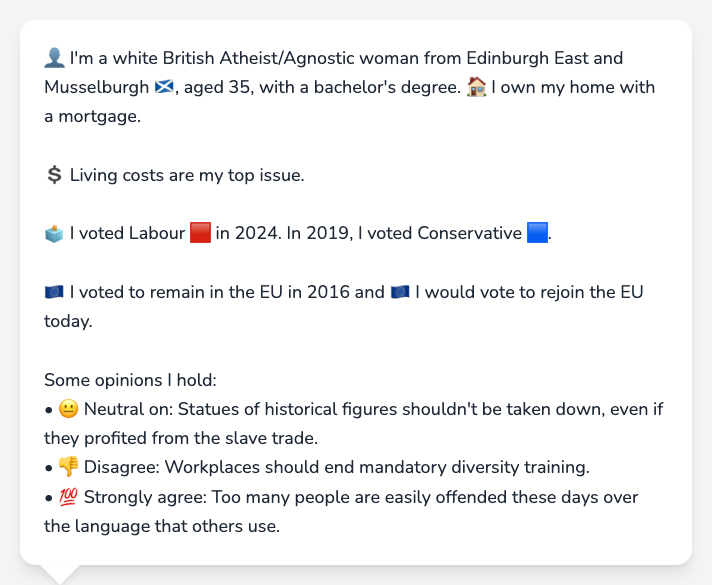 👤 I'm a white British Atheist/Agnostic woman from Edinburgh East and
Musselburgh 🏴󠁧󠁢󠁳󠁣󠁴󠁿, aged 35, with a bachelor's degree. 🏠 I own my home with
a mortgage.
💲 Living costs are my top issue.
🗳️ I voted Labour 🟥 in 2024. In 2019, I voted Conservative 🟦.
🇪🇺 I voted to remain in the EU in 2016 and 🇪🇺 I would vote to rejoin the EU
today.
Some opinions I hold:
• 😐 Neutral on: Statues of historical figures shouldn't be taken down, even if
they profited from the slave trade.
• 👎 Disagree: Workplaces should end mandatory diversity training.
• 💯 Strongly agree: Too many people are easily offended these days over
the language that others use.